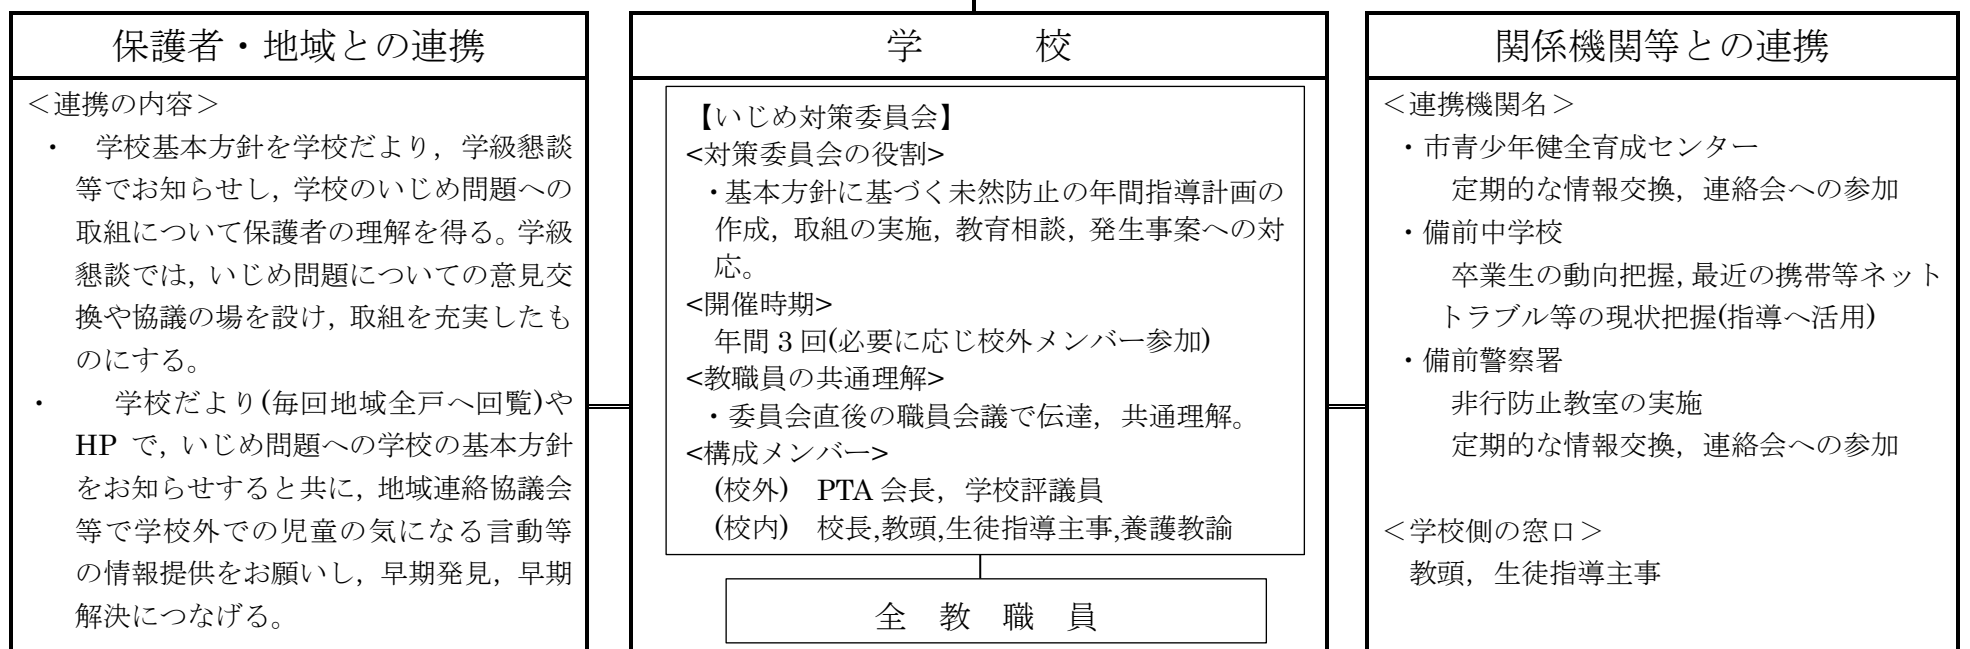 保護者・地域との連携
＜連携の内容＞
・　学校基本方針を学校だより，学級懇談
等でお知らせし，学校のいじめ問題への
取組について保護者の理解を得る。学級
懇談では，いじめ問題についての意見交
換や協議の場を設け，取組を充実したも
のにする。
・　学校だより(毎回地域全戸へ回覧)や
HP で，いじめ問題への学校の基本方針
をお知らせすると共に，地域連絡協議会
等で学校外での児童の気になる言動等
の情報提供をお願いし，早期発見，早期
解決につなげる。
学　校
【いじめ対策委員会】
<対策委員会の役割>
・基本方針に基づく未然防止の年間指導計画の
作成，取組の実施，教育相談，発生事案への対
応。
<開催時期>
年間 3 回(必要に応じ校外メンバー参加)
<教職員の共通理解>
・委員会直後の職員会議で伝達，共通理解。
<構成メンバー>
(校外)　PTA 会長，学校評議員
(校内)　校長,教頭,生徒指導主事,養護教諭
全 教 職 員
関係機関等との連携
＜連携機関名＞
・市青少年健全育成センター
定期的な情報交換，連絡会への参加
・備前中学校
卒業生の動向把握，最近の携帯等ネット
トラブル等の現状把握(指導へ活用)
・備前警察署
非行防止教室の実施
定期的な情報交換，連絡会への参加
＜学校側の窓口＞
教頭，生徒指導主事